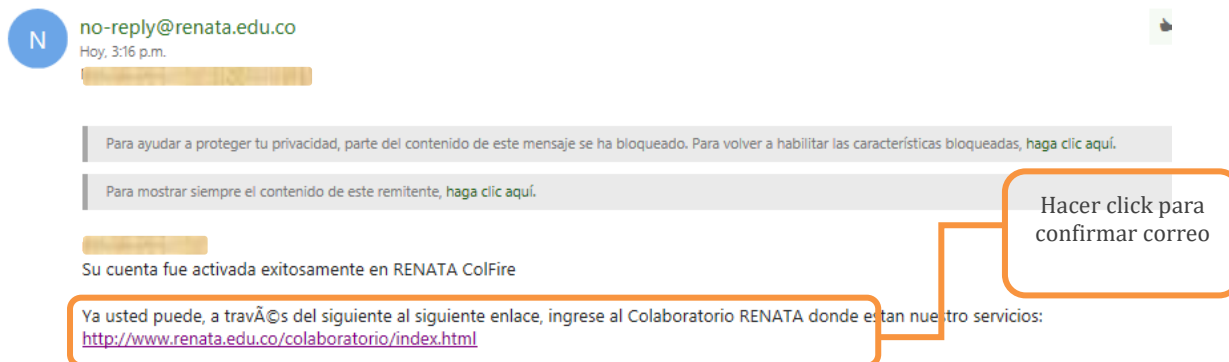 N
no-reply@renata.edu.co
Hoy, 3:16 p.m.
Para ayudar a proteger tu privacidad, parte del contenido de este mensaje se ha bloqueado. Para volver a habilitar las características bloqueadas, haga clic aquí.
Para mostrar siempre el contenido de este remitente, haga clic aquí.
Hacer click para
confirmar correo
Su cuenta fue activada exitosamente en RENATA ColFire
Ya usted puede, a travÃ©s del siguiente al siguiente enlace, ingrese al Colaboratorio RENATA donde estan nuestro servicios:
http://www.renata.edu.co/colaboratorio/index.html